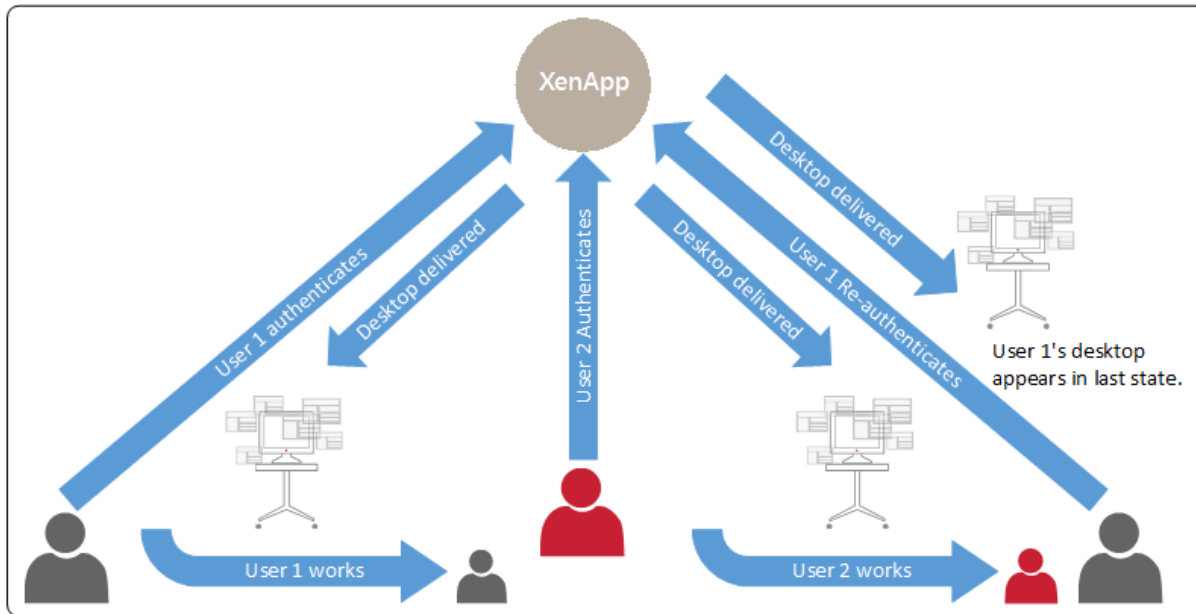 XenApp
User 1 authenticates
Desktop delivered
User 2 Authenticates
Desktop delivered
User 1 Re-authenticates
Desktop delivered
User 1's desktop
appears in last state.
User 1 works
User 2 works